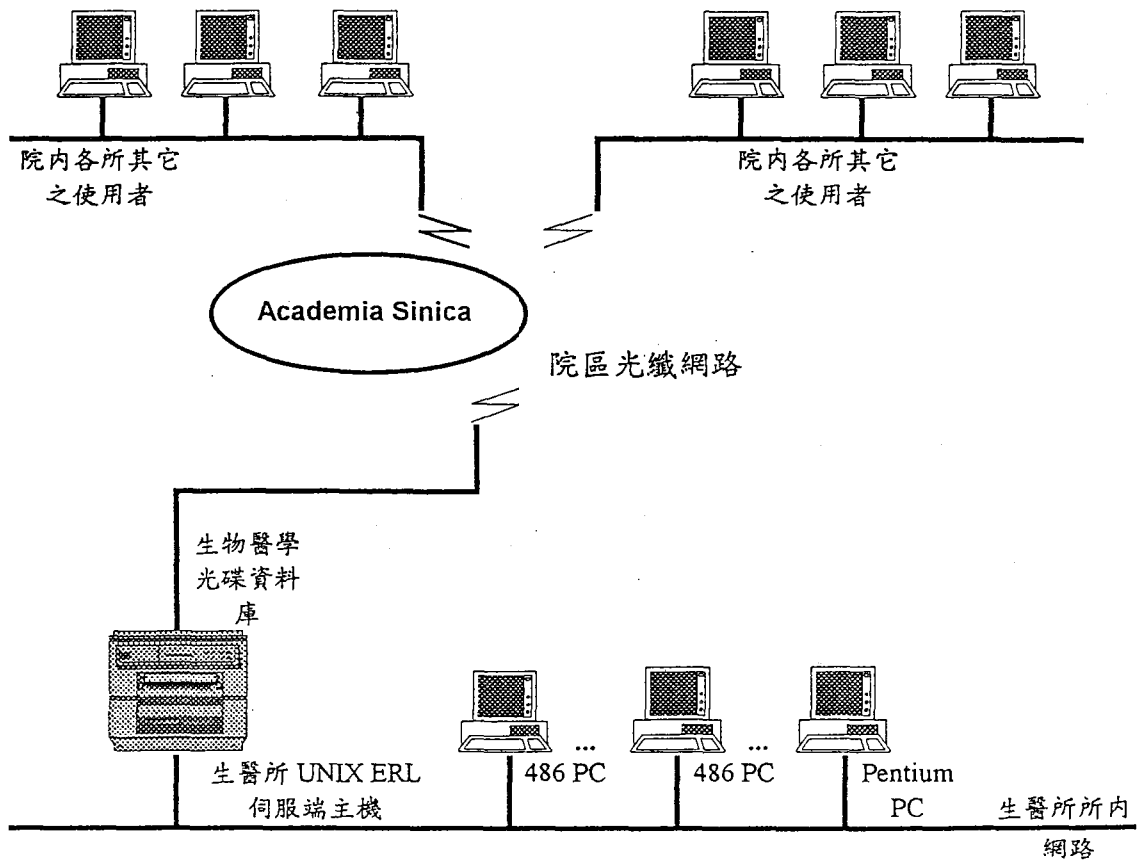 院內各所其它
之使用者
院內各所其它
之使用者
Academia Sinica
院區光纖網路
生物醫學
光碟資料
庫
生醫所 UNIX ERL
伺服端主機
486 PC
...
486 PC
...
Pentium
PC
生醫所所內
網路